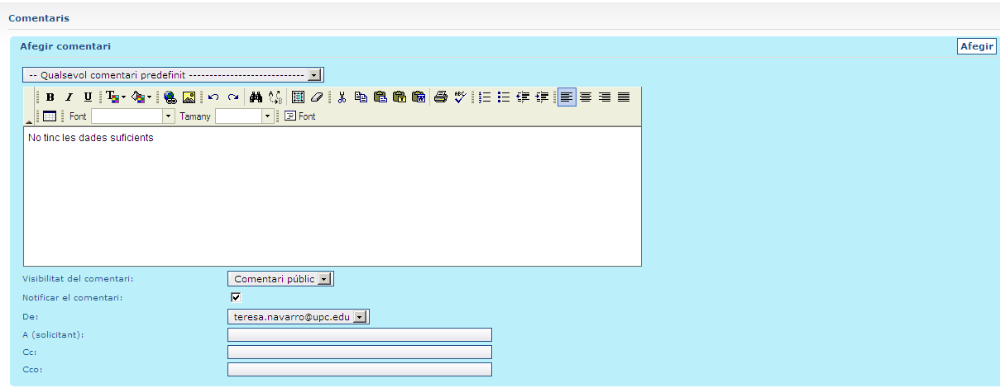 Comentaris
Afegir comentari
Afegir
-- Qualsevol comentari predefinit ---------------------------
B I U
Font Tamany Font
No tinc les dades suficients
Visibilitat del comentari: Comentari públic
Notificar el comentari:
De: teresa.navarro@upc.edu
A (solicitant):
Cc:
Cco: